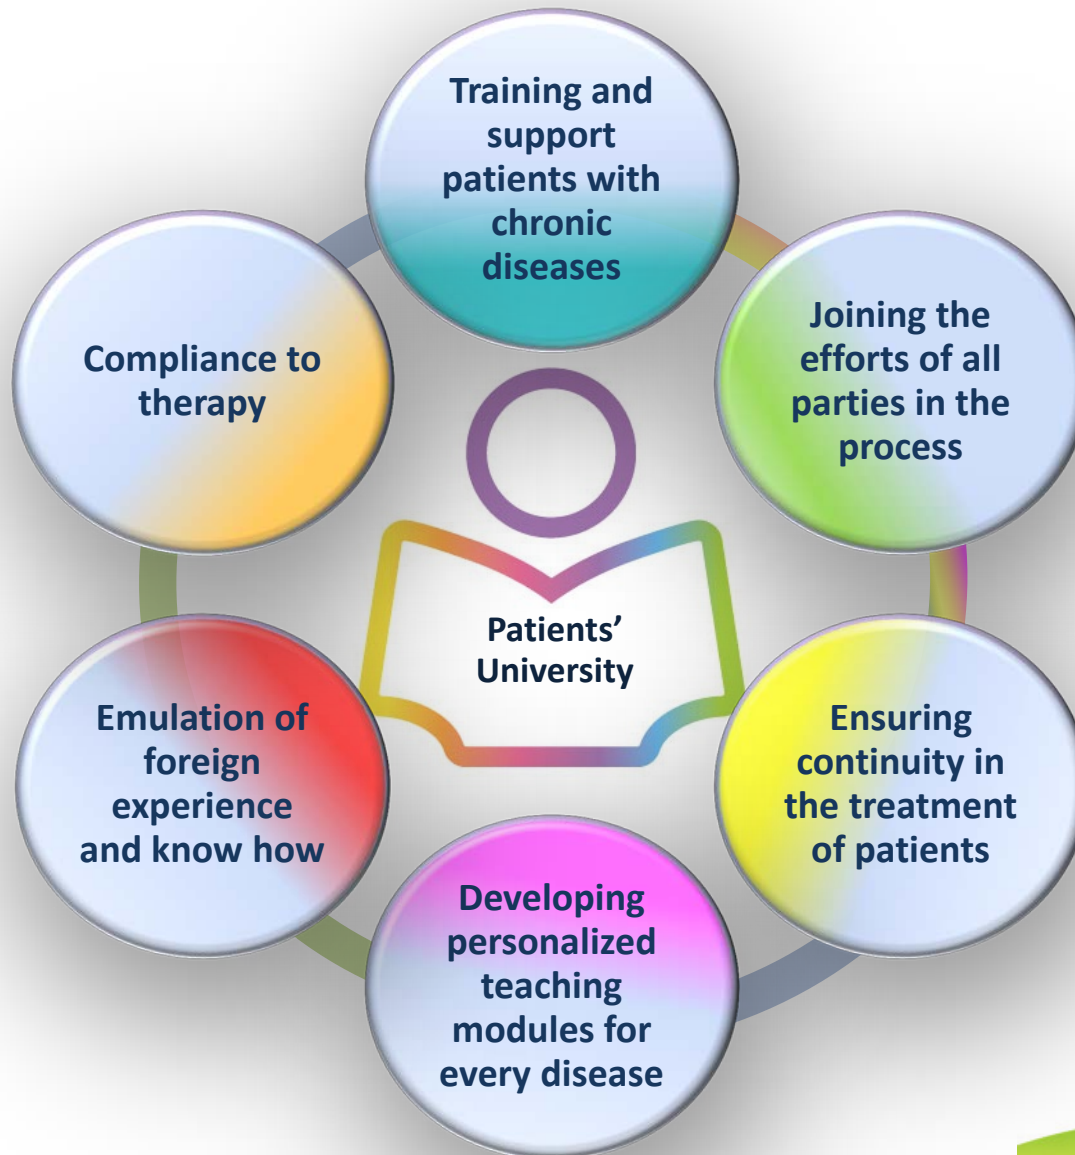 Training and
support
patients with
chronic
diseases
Joining the
efforts of all
parties in the
process
Ensuring
continuity in
the treatment
of patients
Developing
personalized
teaching
modules for
every disease
Emulation of
foreign
experience
and know how
Compliance to
therapy
Patients’
University